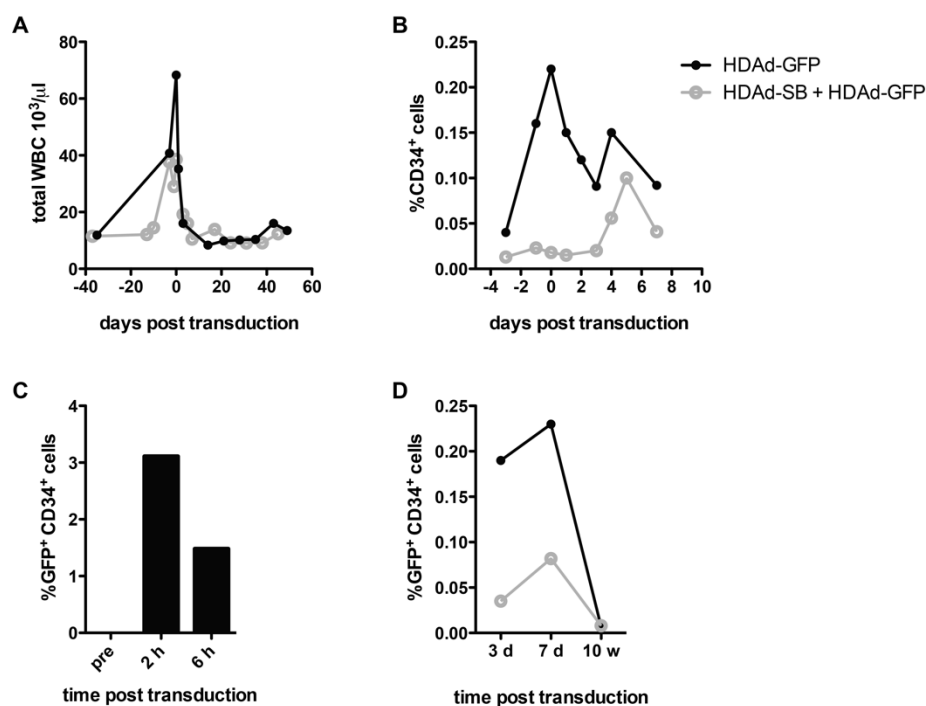 A
total WBC 10³/µl
80
60
40
20
0
-40 -20 0 20 40 60
days post transduction
B
%CD34⁺ cells
0.25
0.20
0.15
0.10
0.05
0.00
-4 -2 0 2 4 6 8 10
days post transduction
HDAd-GFP
HDAd-SB + HDAd-GFP
C
%GFP⁺ CD34⁺ cells
4
3
2
1
0
pre 2 h 6 h
time post transduction
D
%GFP⁺ CD34⁺ cells
0.25
0.20
0.15
0.10
0.05
0.00
3 d 7 d 10 w
time post transduction